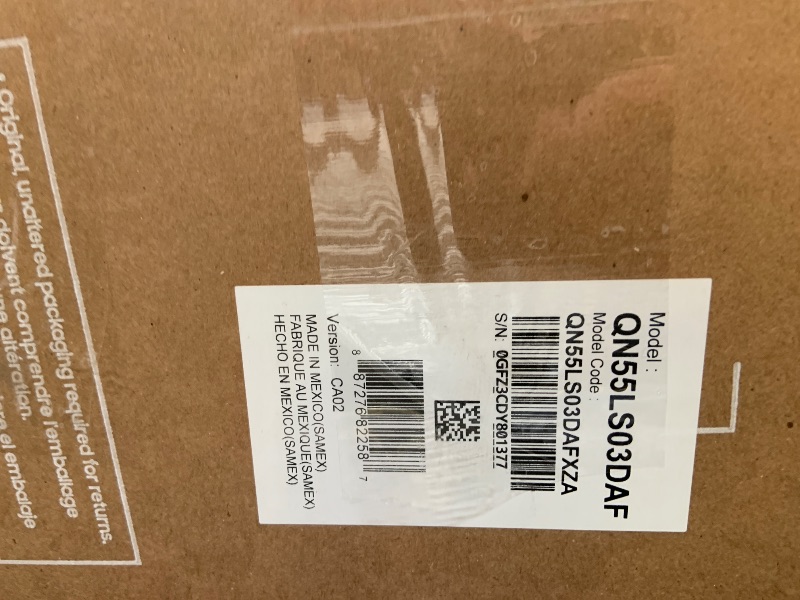 Model :
QN55LS03DAF
Model Code :
QN55LS03DAFXZA
S/N: 0GFZ3CDY801377
8 87276 82258 7
Version: CA02
MADE IN MEXICO(SAMEX)
FABRIQUE AU MEXIQUE(SAMEX)
HECHO EN MEXICO(SAMEX)
* Original, unaltered packaging required for returns.
doivent comprendre l'emballage
altération.
el embalaje